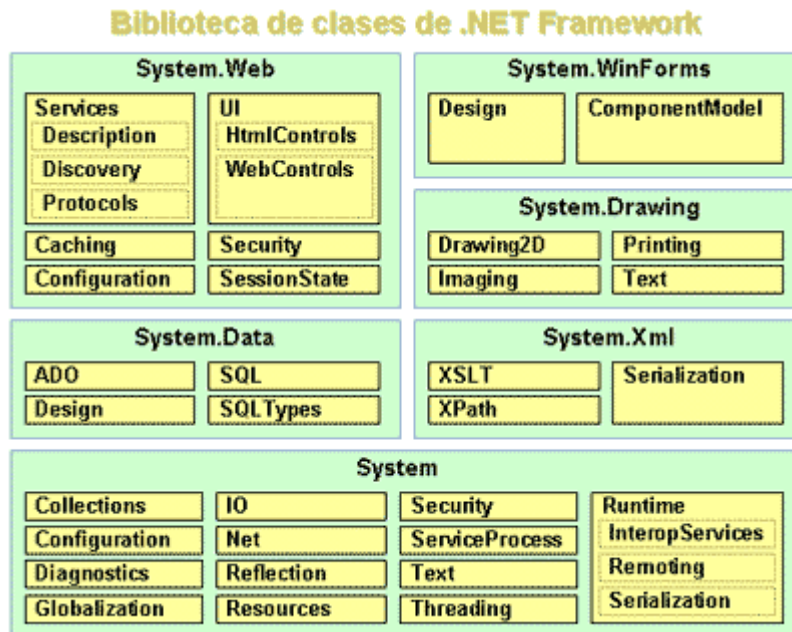 Biblioteca de clases de .NET Framework
System.Web
Services
Description
Discovery
Protocols
UI
HtmlControls
WebControls
Caching
Security
Configuration
SessionState
System.WinForms
Design
ComponentModel
System.Drawing
Drawing2D
Printing
Imaging
Text
System.Data
ADO
SQL
Design
SQLTypes
System.Xml
XSLT
Serialization
XPath
System
Collections
IO
Security
Runtime
Configuration
Net
ServiceProcess
InteropServices
Diagnostics
Reflection
Text
Remoting
Globalization
Resources
Threading
Serialization